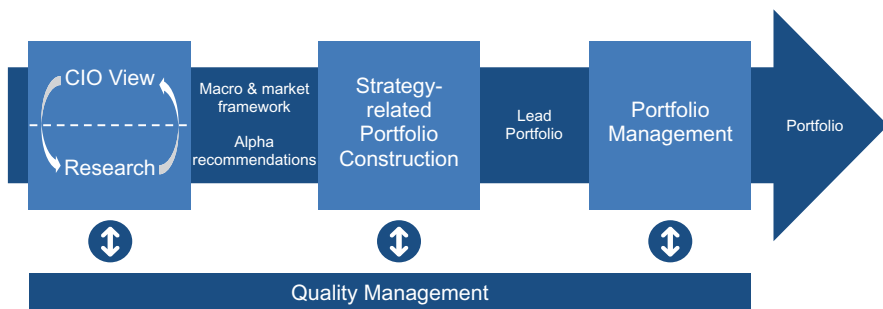 CIO View
Research
Macro & market
framework
Alpha
recommendations
Strategy-
related
Portfolio
Construction
Lead
Portfolio
Portfolio
Management
Portfolio
Quality Management